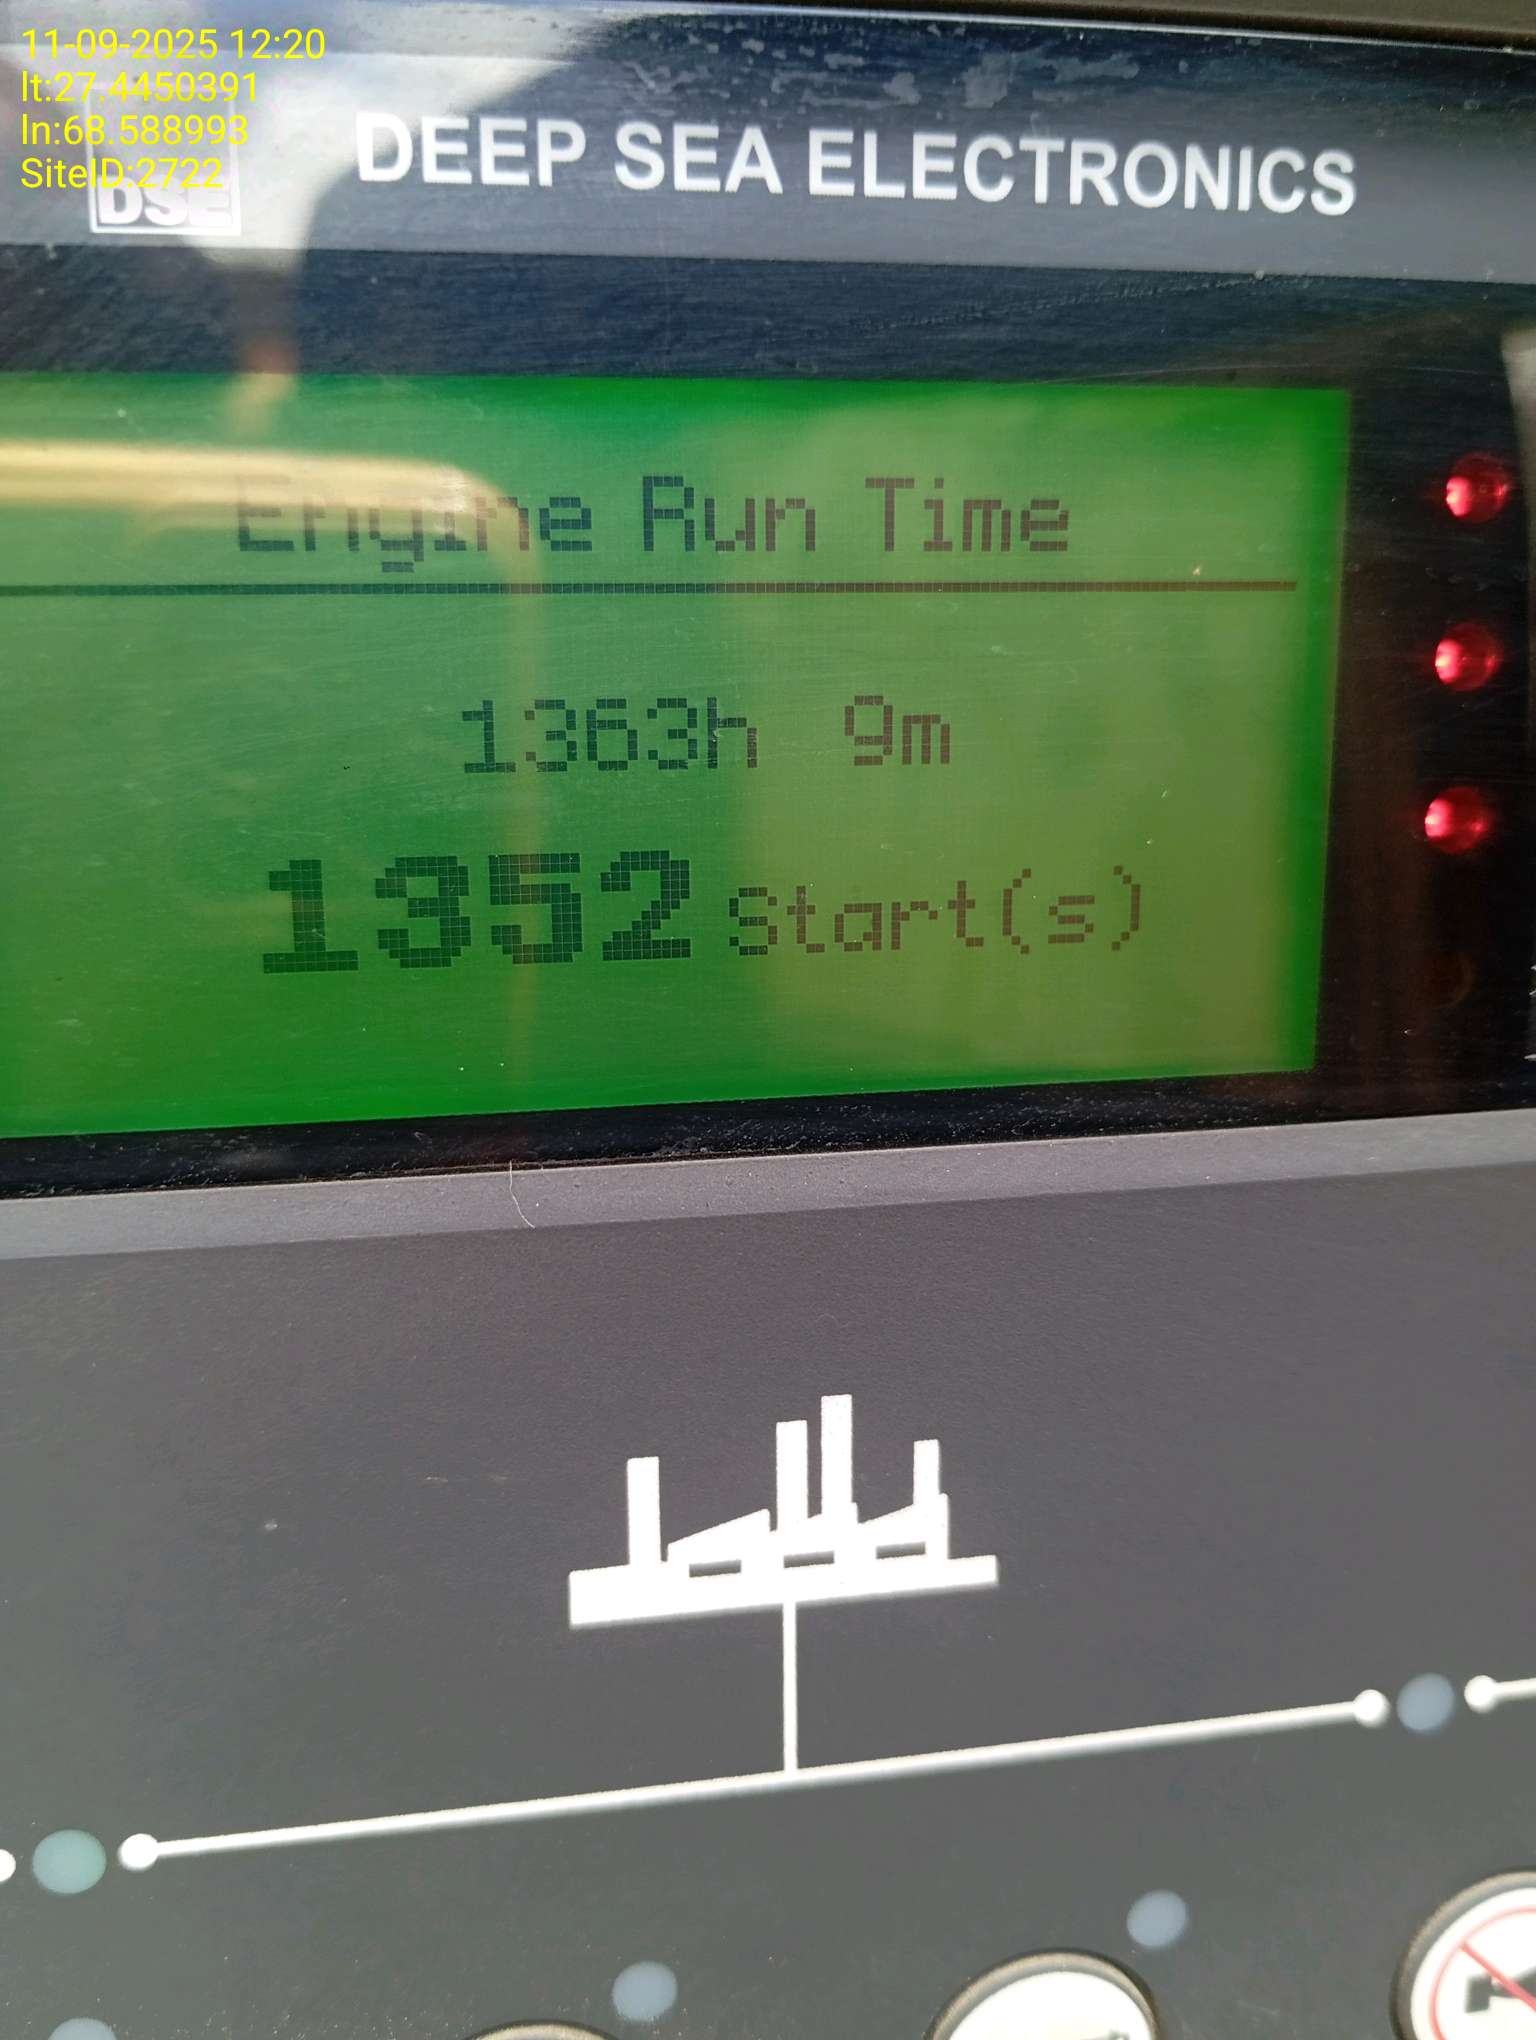 11-09-2025 12:20
lt:27.4450391
ln:68.588993
SiteID:2722
DSE
DEEP SEA ELECTRONICS
Engine Run Time
1363h 9m
1352 Start(s)